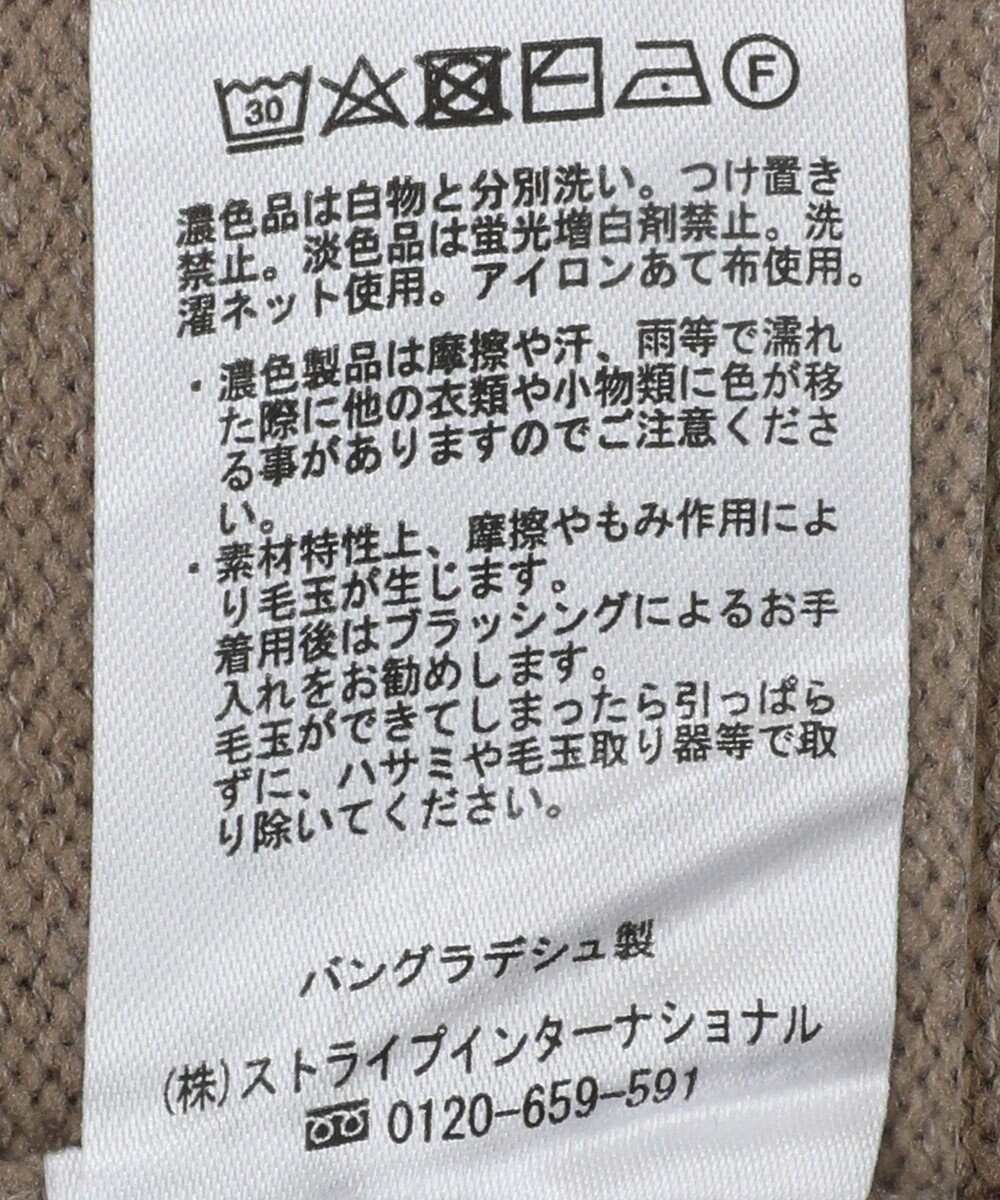 30 F
濃色品は白物と分別洗い。つけ置き
禁止。淡色品は蛍光増白剤禁止。洗
濯ネット使用。アイロンあて布使用。
・濃色製品は摩擦や汗、雨等で濡れ
た際に他の衣類や小物類に色が移
る事がありますのでご注意くださ
い。
・素材特性上、摩擦やもみ作用によ
り毛玉が生じます。
着用後はブラッシングによるお手
入れをお勧めします。
毛玉ができてしまったら引っぱら
ずに、ハサミや毛玉取り器等で取
り除いてください。
バングラデシュ製
(株)ストライプインターナショナル
0120-659-591